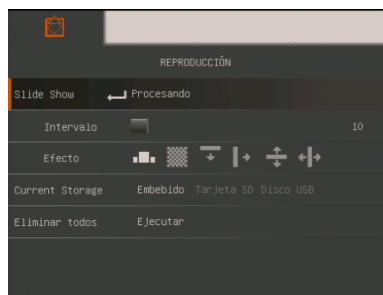 REPRODUCCIÓN
Slide Show Procesando
Intervalo 10
Efecto
Current Storage Embebido Tarjeta SD Disco USB
Eliminar todos Ejecutar